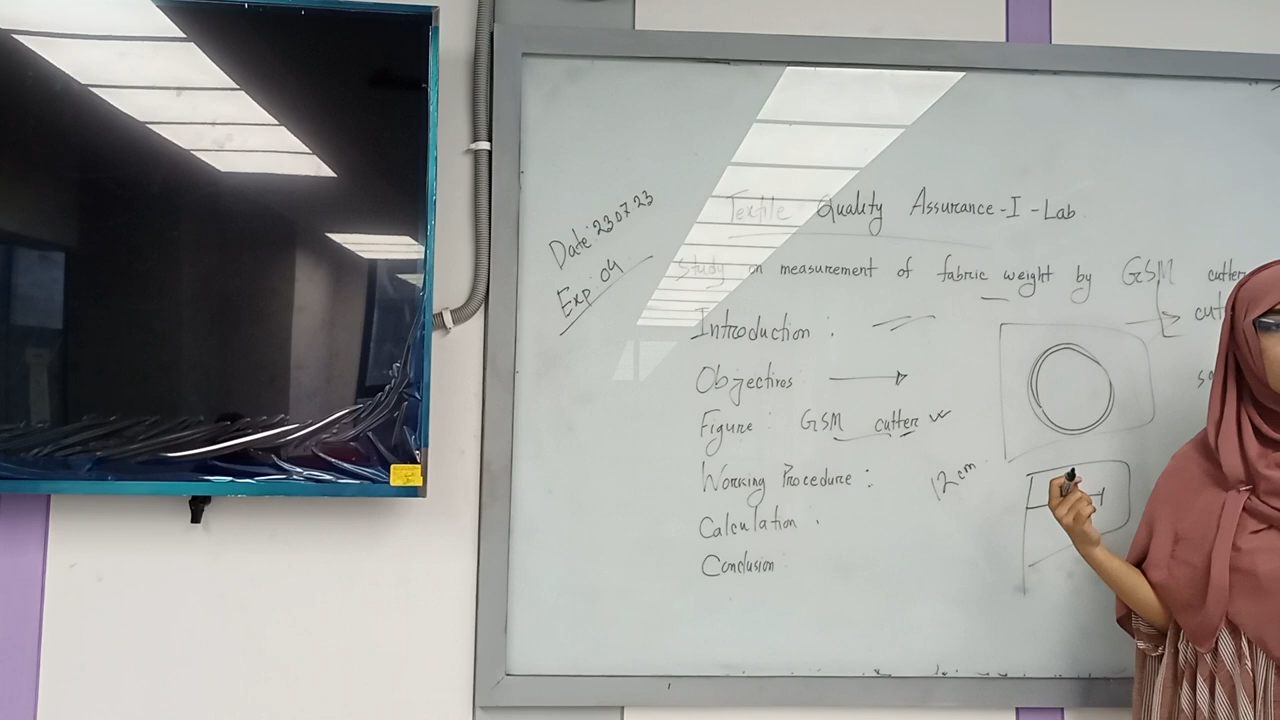 Date: 23 07 23
Exp: 04
Textile Quality Assurance-I-Lab
Study on measurement of fabric weight by GSM cutter
cut
Introduction :
Objectives
Figure : GSM cutter
Working Procedure :
12 cm
Calculation .
Conclusion